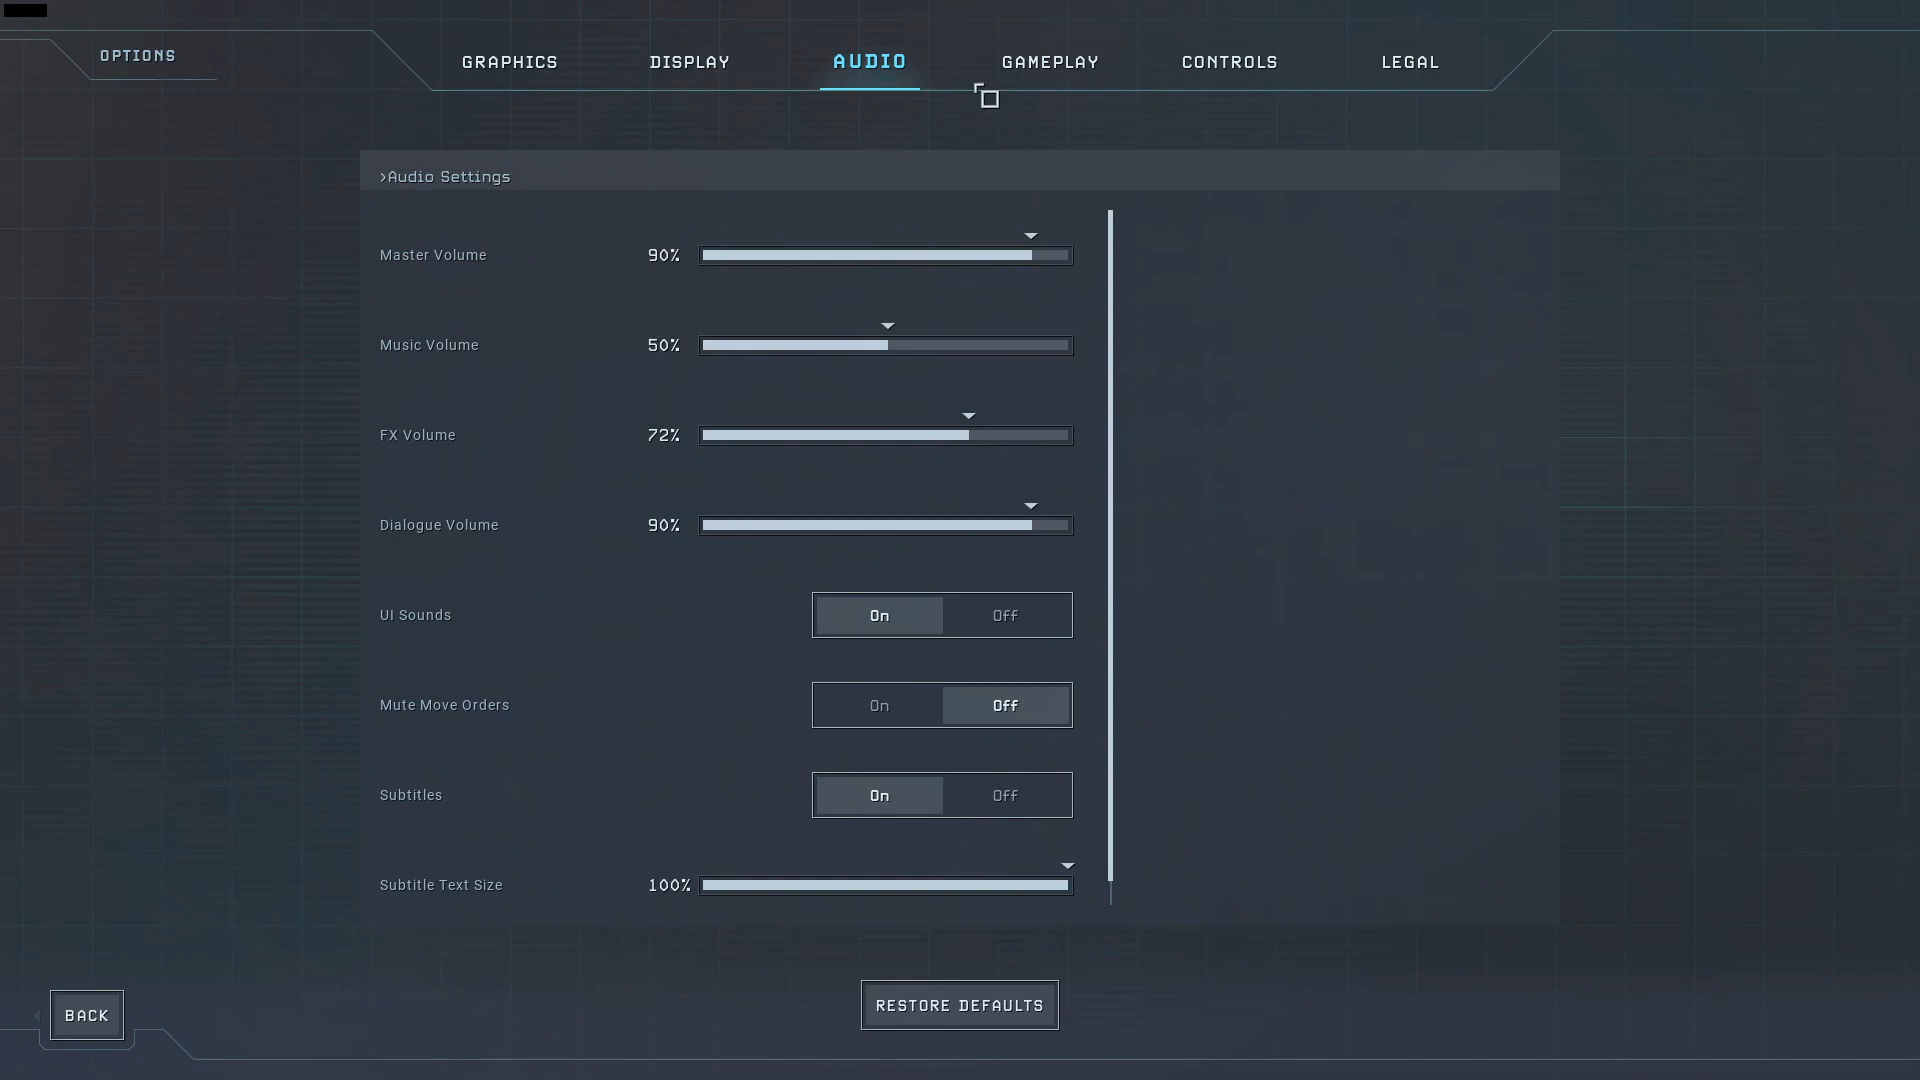 OPTIONS
GRAPHICS
DISPLAY
AUDIO
GAMEPLAY
CONTROLS
LEGAL
›Audio Settings
Master Volume 90%
Music Volume 50%
FX Volume 72%
Dialogue Volume 90%
UI Sounds On Off
Mute Move Orders On Off
Subtitles On Off
Subtitle Text Size 100%
RESTORE DEFAULTS
BACK